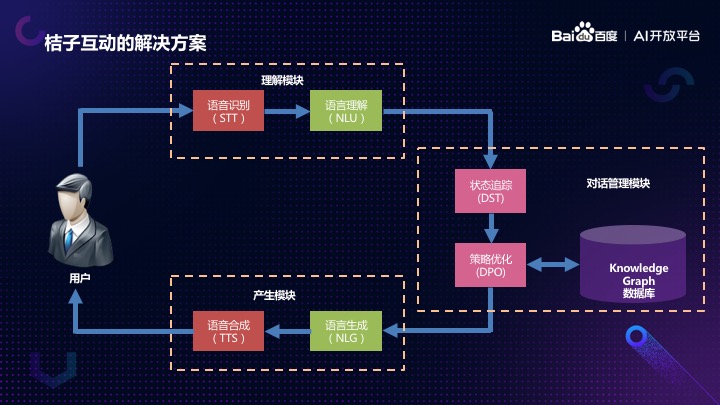 桔子互动的解决方案
Bai du 百度 | AI开放平台
理解模块
语音识别
（STT）
语言理解
（NLU）
状态追踪
(DST)
对话管理模块
策略优化
(DPO)
Knowledge
Graph
数据库
用户
产生模块
语音合成
（TTS）
语言生成
（NLG）